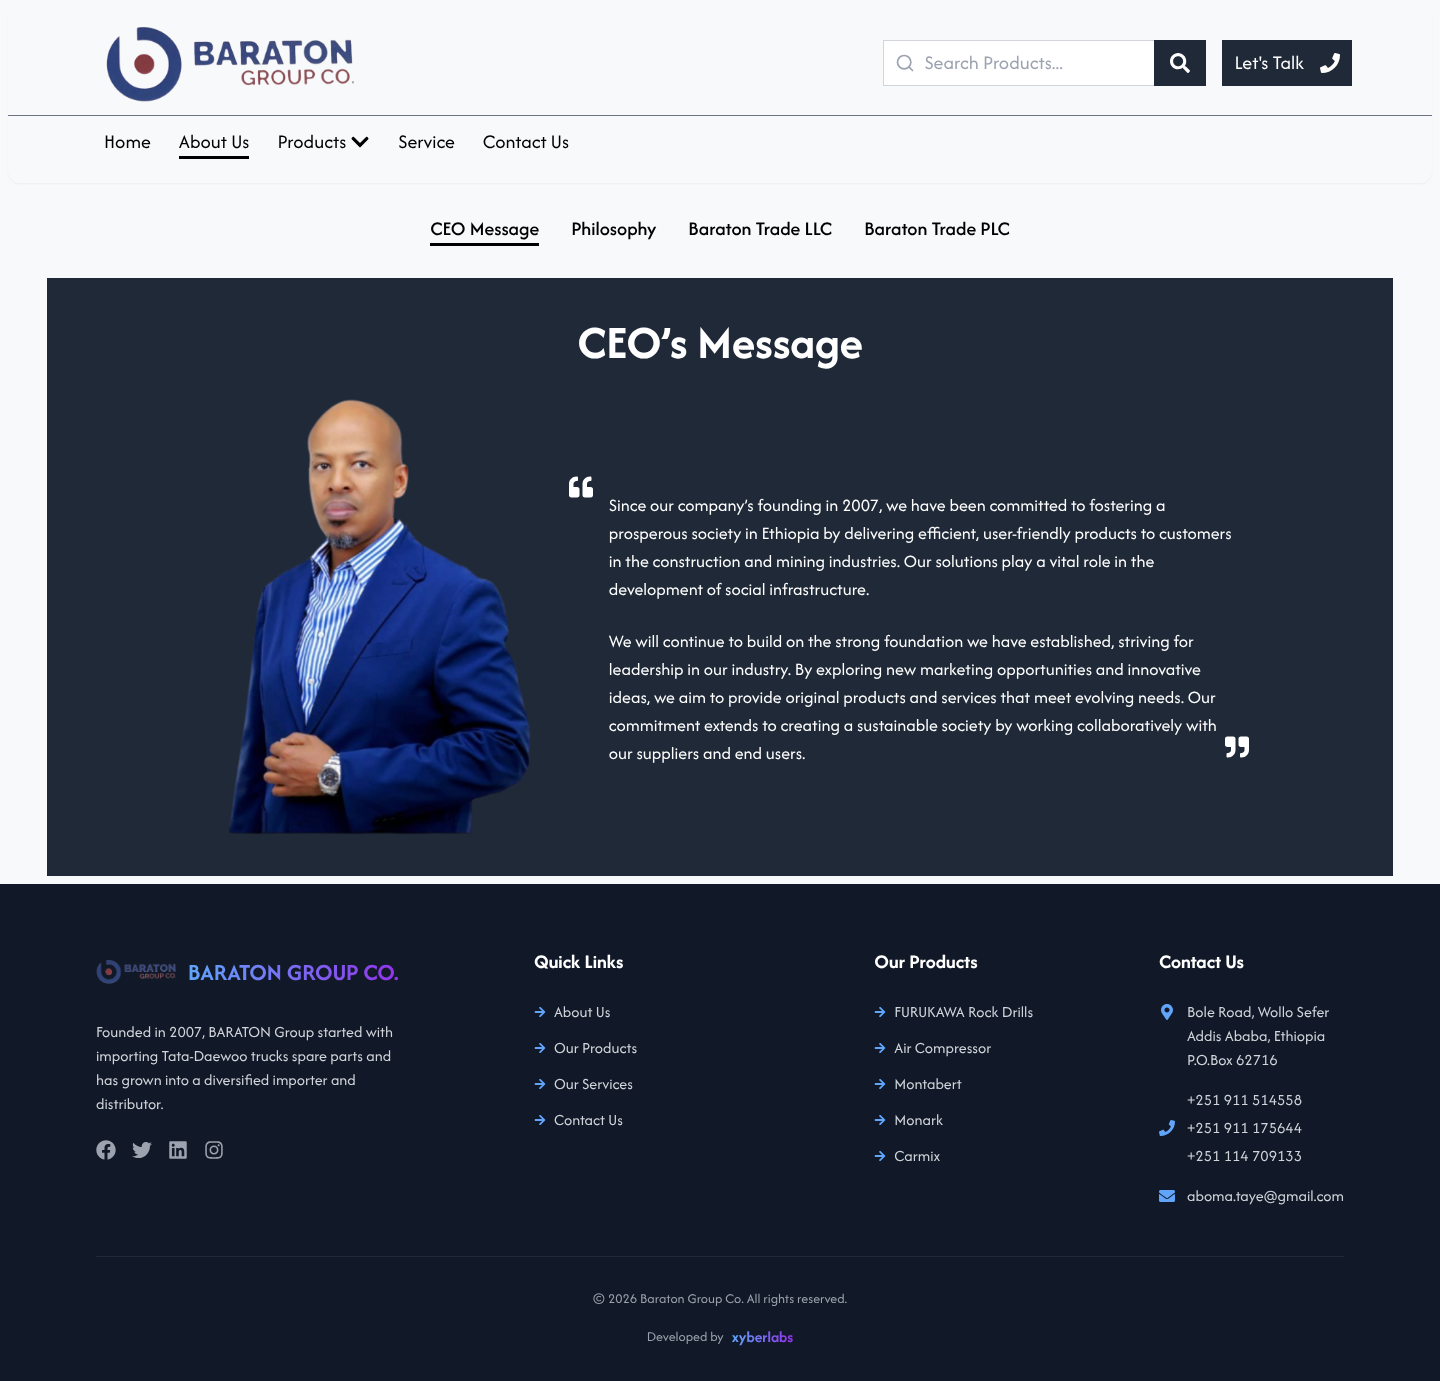 BARATON
GROUP CO.
Search Products...
Let's Talk
Home About Us Products Service Contact Us
CEO Message Philosophy Baraton Trade LLC Baraton Trade PLC
CEO’s Message
Since our company’s founding in 2007, we have been committed to fostering a
prosperous society in Ethiopia by delivering efficient, user-friendly products to customers
in the construction and mining industries. Our solutions play a vital role in the
development of social infrastructure.
We will continue to build on the strong foundation we have established, striving for
leadership in our industry. By exploring new marketing opportunities and innovative
ideas, we aim to provide original products and services that meet evolving needs. Our
commitment extends to creating a sustainable society by working collaboratively with
our suppliers and end users.
BARATON
GROUP CO.
BARATON GROUP CO.
Founded in 2007, BARATON Group started with
importing Tata-Daewoo trucks spare parts and
has grown into a diversified importer and
distributor.
Quick Links
About Us
Our Products
Our Services
Contact Us
Our Products
FURUKAWA Rock Drills
Air Compressor
Montabert
Monark
Carmix
Contact Us
Bole Road, Wollo Sefer
Addis Ababa, Ethiopia
P.O.Box 62716
+251 911 514558
+251 911 175644
+251 114 709133
aboma.taye@gmail.com
© 2026 Baraton Group Co. All rights reserved.
Developed by xyberlabs